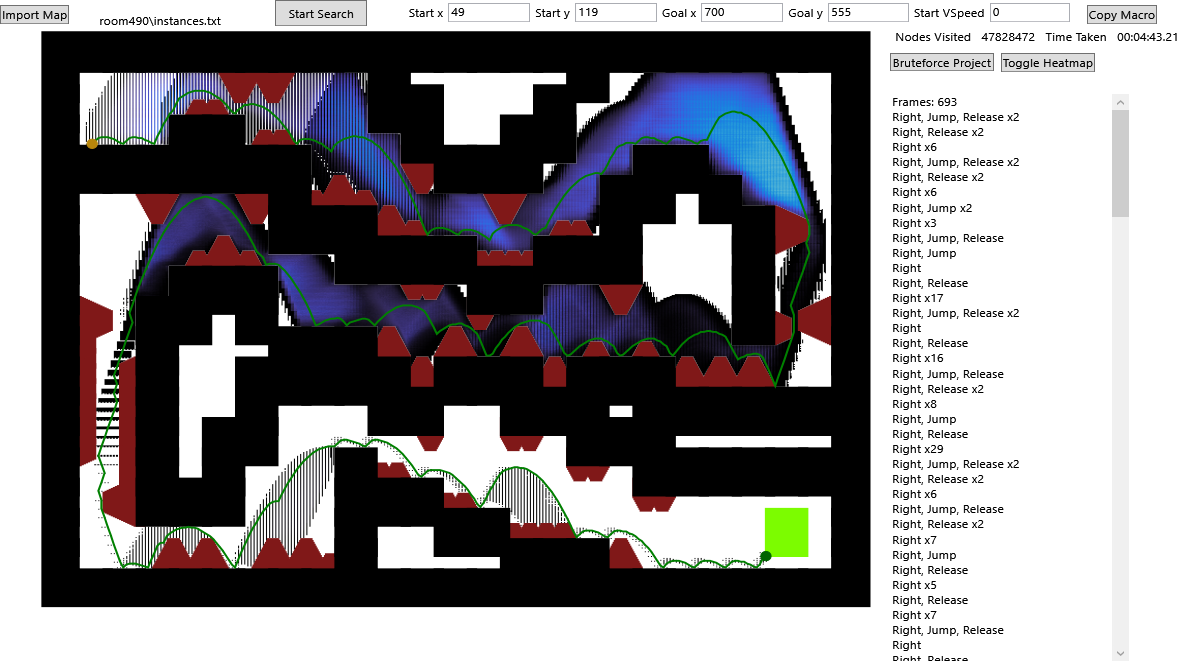 Import Map
room490\instances.txt
Start Search
Start x 49 Start y 119 Goal x 700 Goal y 555 Start VSpeed 0
Copy Macro
Nodes Visited 47828472 Time Taken 00:04:43.21
Bruteforce Project Toggle Heatmap
Frames: 693
Right, Jump, Release x2
Right, Release x2
Right x6
Right, Jump, Release x2
Right, Release x2
Right x6
Right, Jump x2
Right x3
Right, Jump, Release
Right, Jump
Right
Right, Release
Right x17
Right, Jump, Release x2
Right
Right, Release
Right x16
Right, Jump, Release
Right, Release x2
Right x8
Right, Jump
Right, Release
Right x29
Right, Jump, Release x2
Right, Release x2
Right x6
Right, Jump, Release
Right, Release x2
Right x7
Right, Jump
Right, Release
Right x5
Right, Release
Right x7
Right, Jump, Release
Right
Right, Release